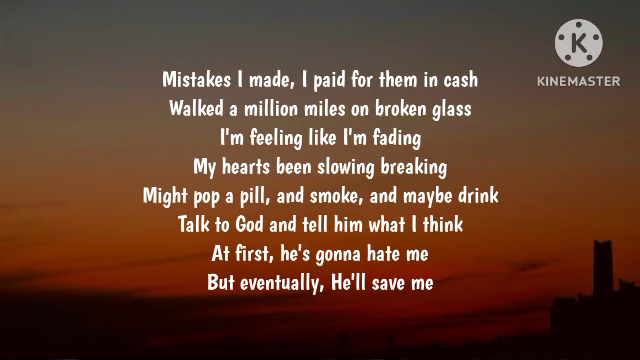 Mistakes I made, I paid for them in cash
Walked a million miles on broken glass
I'm feeling like I'm fading
My hearts been slowing breaking
Might pop a pill, and smoke, and maybe drink
Talk to God and tell him what I think
At first, he's gonna hate me
But eventually, He'll save me
K
KINEMASTER